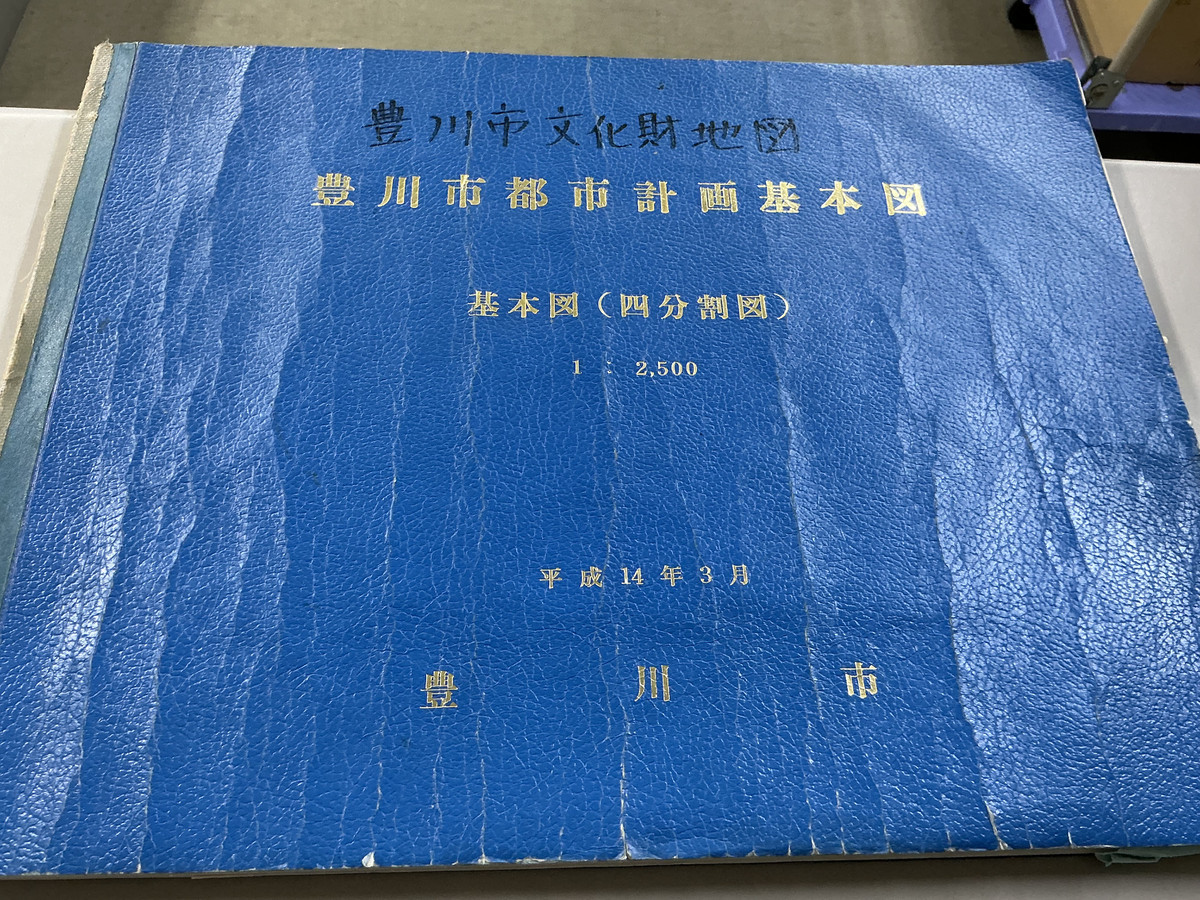 豊川市文化財地図
豊川市都市計画基本図
基本図(四分割図)
1:2,500
平成14年3月
豊川市